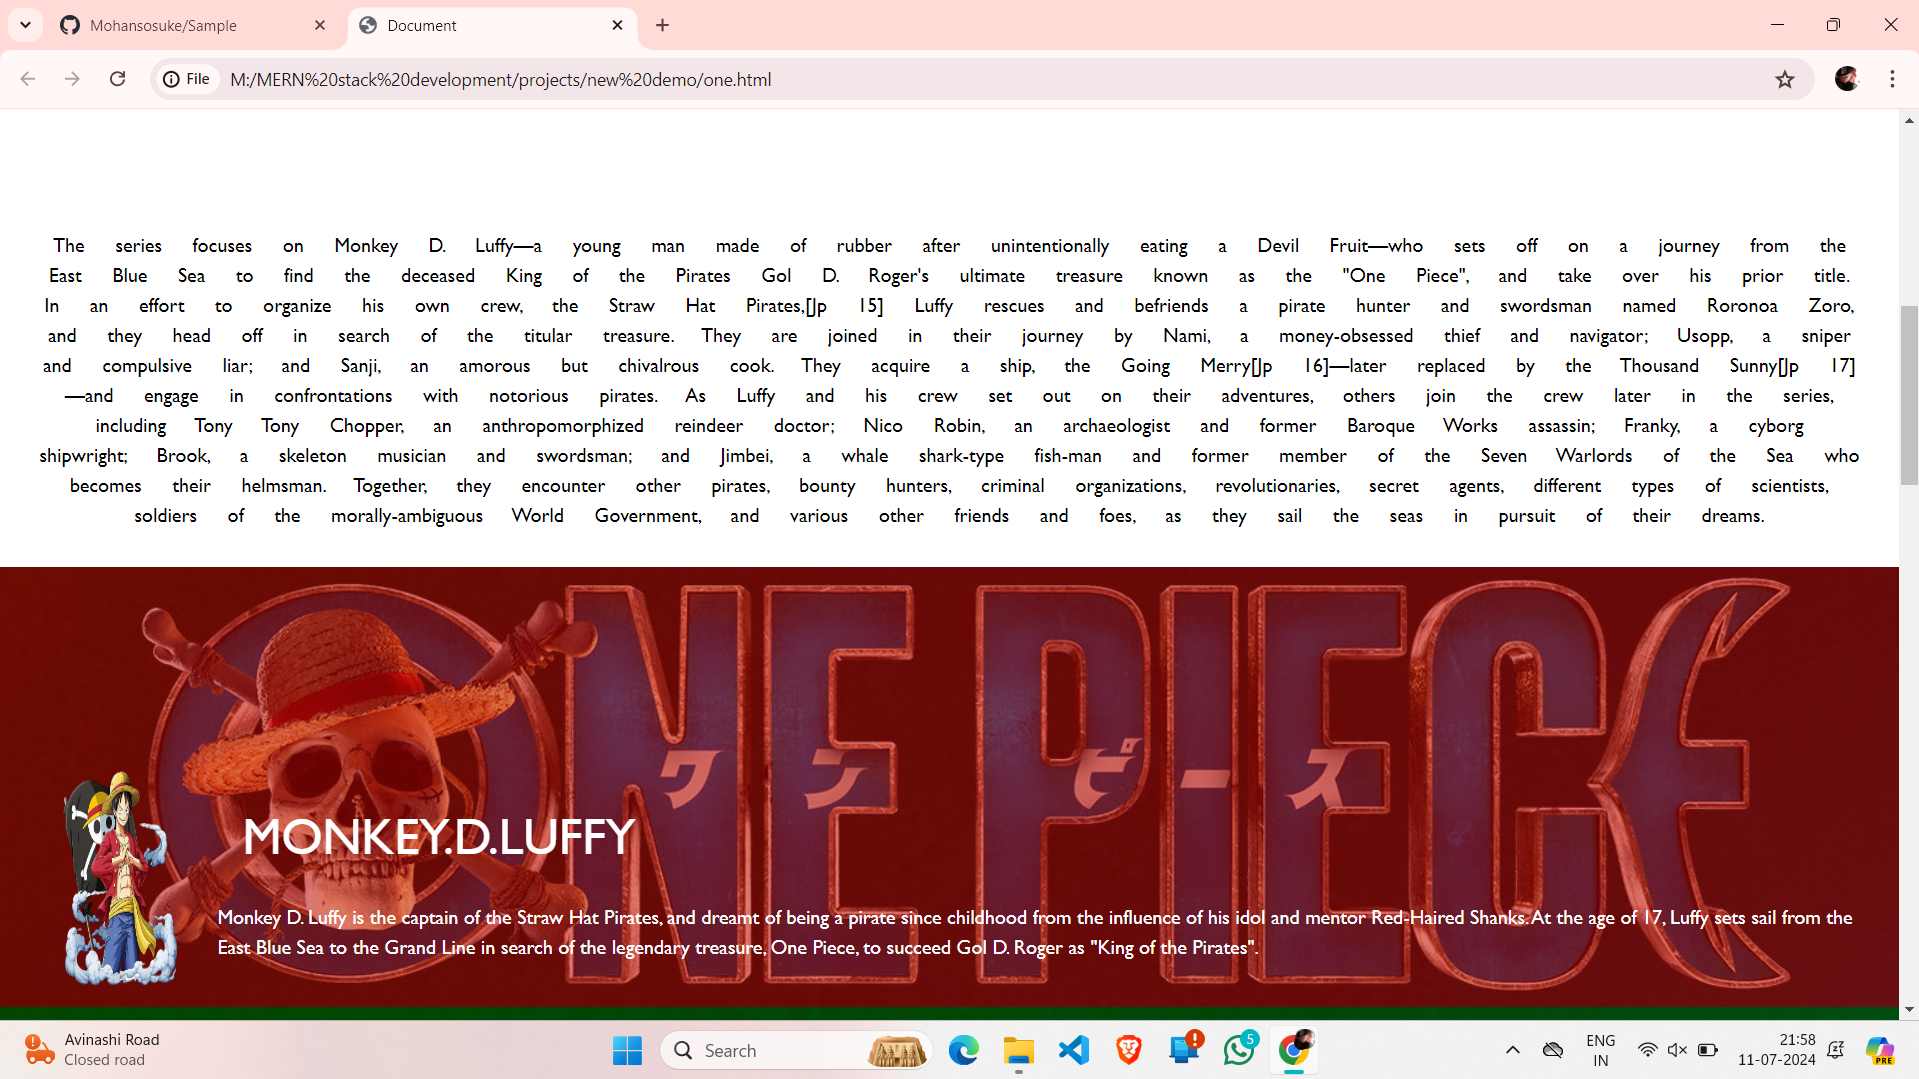 Mohansosuke/Sample
Document
File
M:/MERN%20stack%20development/projects/new%20demo/one.html
The series focuses on Monkey D. Luffy—a young man made of rubber after unintentionally eating a Devil Fruit—who sets off on a journey from the
East Blue Sea to find the deceased King of the Pirates Gol D. Roger's ultimate treasure known as the "One Piece", and take over his prior title.
In an effort to organize his own crew, the Straw Hat Pirates,[Jp 15] Luffy rescues and befriends a pirate hunter and swordsman named Roronoa Zoro,
and they head off in search of the titular treasure. They are joined in their journey by Nami, a money-obsessed thief and navigator; Usopp, a sniper
and compulsive liar; and Sanji, an amorous but chivalrous cook. They acquire a ship, the Going Merry[Jp 16]—later replaced by the Thousand Sunny[Jp 17]
—and engage in confrontations with notorious pirates. As Luffy and his crew set out on their adventures, others join the crew later in the series,
including Tony Tony Chopper, an anthropomorphized reindeer doctor; Nico Robin, an archaeologist and former Baroque Works assassin; Franky, a cyborg
shipwright; Brook, a skeleton musician and swordsman; and Jimbei, a whale shark-type fish-man and former member of the Seven Warlords of the Sea who
becomes their helmsman. Together, they encounter other pirates, bounty hunters, criminal organizations, revolutionaries, secret agents, different types of scientists,
soldiers of the morally-ambiguous World Government, and various other friends and foes, as they sail the seas in pursuit of their dreams.
ONE PIECE
ワンピース
MONKEY.D.LUFFY
Monkey D. Luffy is the captain of the Straw Hat Pirates, and dreamt of being a pirate since childhood from the influence of his idol and mentor Red-Haired Shanks. At the age of 17, Luffy sets sail from the
East Blue Sea to the Grand Line in search of the legendary treasure, One Piece, to succeed Gol D. Roger as "King of the Pirates".
Avinashi Road
Closed road
Search
5
ENG
IN
21:58
11-07-2024
PRE